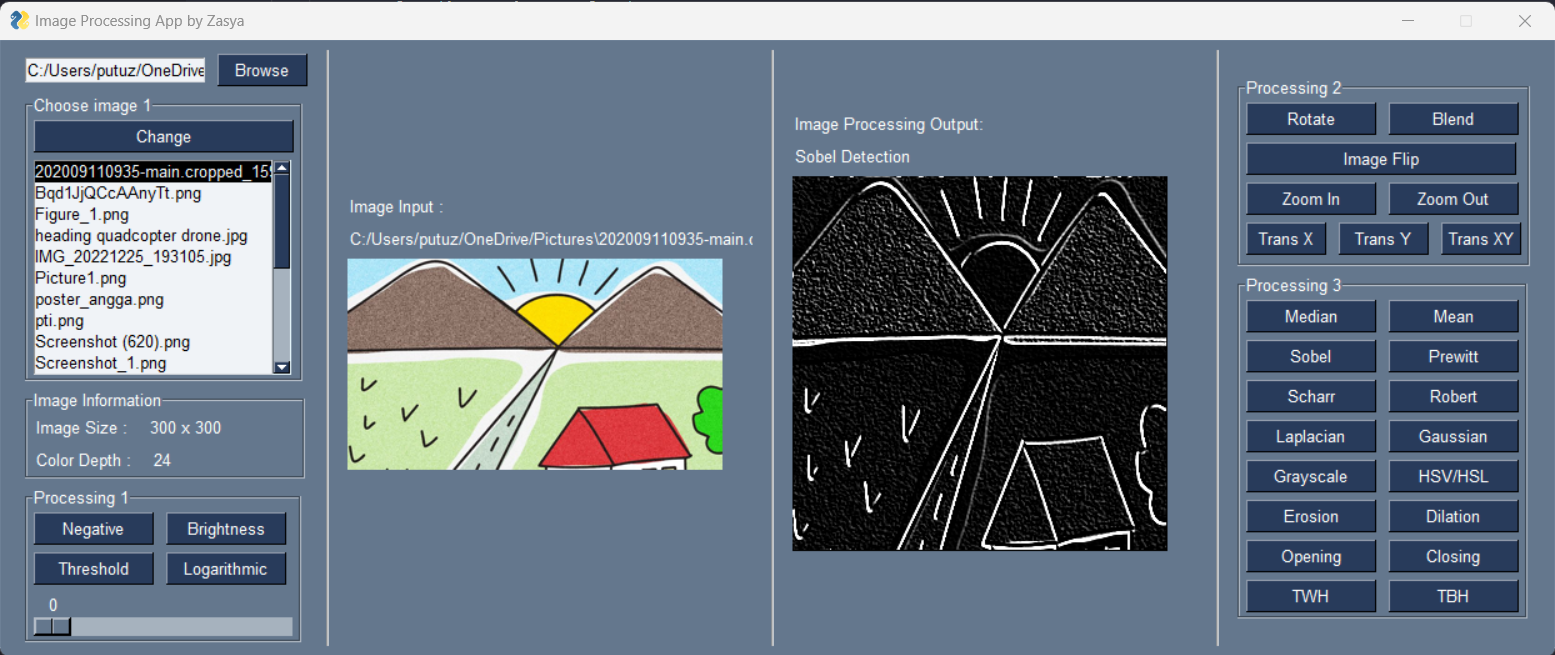 Image Processing App by Zasya
C:/Users/putuz/OneDrive
Browse
Choose image 1
Change
202009110935-main.cropped_159
Bqd1JjQCcAAnyTt.png
Figure_1.png
heading quadcopter drone.jpg
IMG_20221225_193105.jpg
Picture1.png
poster_angga.png
pti.png
Screenshot (620).png
Screenshot_1.png
Image Information
Image Size : 300 x 300
Color Depth : 24
Processing 1
Negative Brightness
Threshold Logarithmic
0
Image Input :
C:/Users/putuz/OneDrive/Pictures\202009110935-main.c
Image Processing Output:
Sobel Detection
Processing 2
Rotate Blend
Image Flip
Zoom In Zoom Out
Trans X Trans Y Trans XY
Processing 3
Median Mean
Sobel Prewitt
Scharr Robert
Laplacian Gaussian
Grayscale HSV/HSL
Erosion Dilation
Opening Closing
TWH TBH